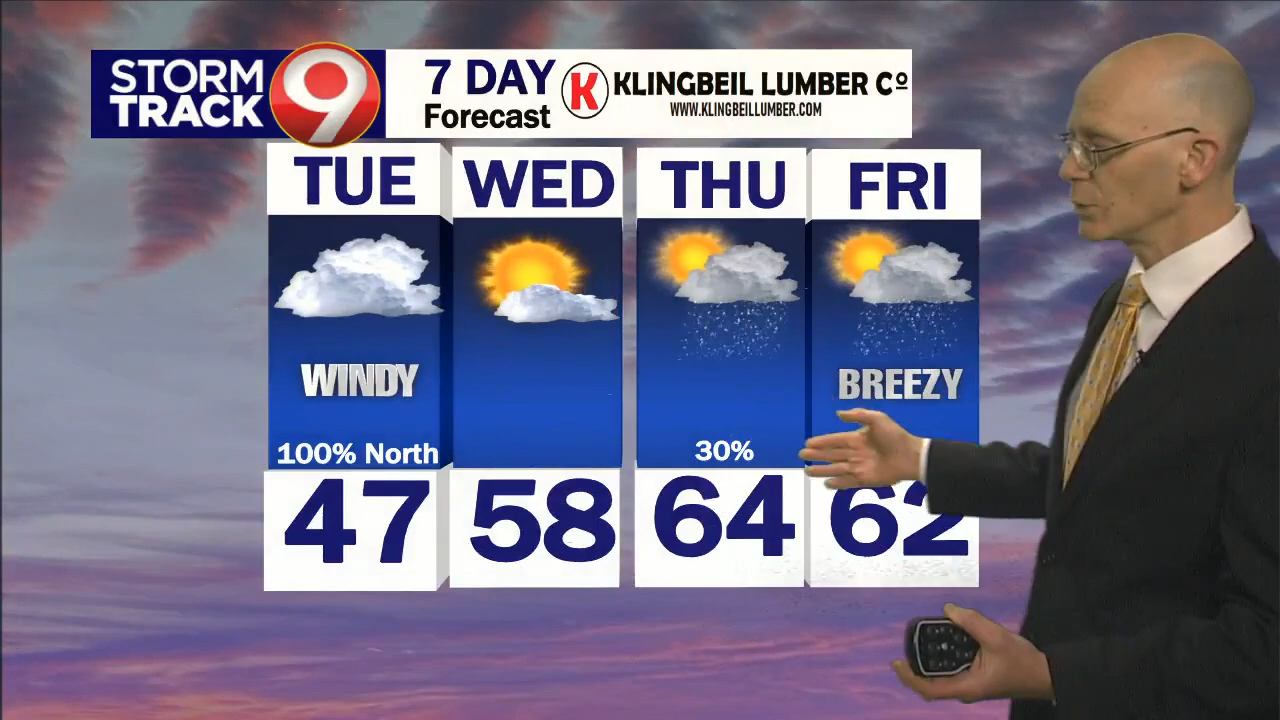 STORM
TRACK 9
7 DAY
Forecast
K
KLINGBEIL LUMBER Cº
WWW.KLINGBEILLUMBER.COM
TUE WED THU FRI
WINDY BREEZY
100% North 30%
47 58 64 62